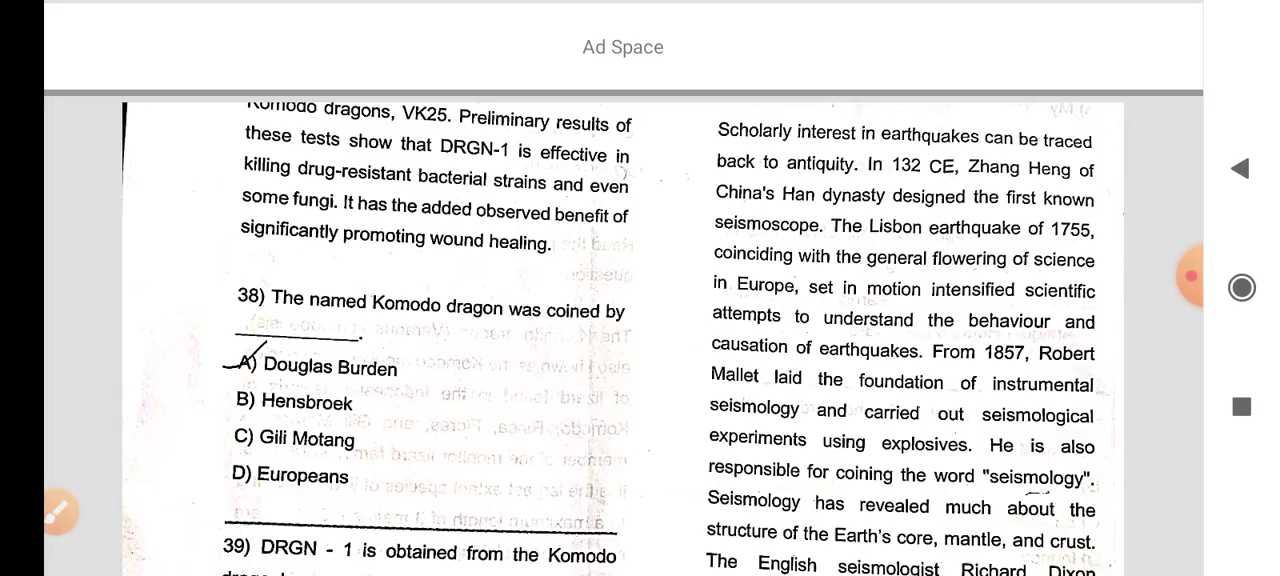 Ad Space
Komodo dragons, VK25. Preliminary results of
these tests show that DRGN-1 is effective in
killing drug-resistant bacterial strains and even
some fungi. It has the added observed benefit of
significantly promoting wound healing.
38) The named Komodo dragon was coined by
____________.
A) Douglas Burden
B) Hensbroek
C) Gili Motang
D) Europeans
39) DRGN - 1 is obtained from the Komodo
Scholarly interest in earthquakes can be traced
back to antiquity. In 132 CE, Zhang Heng of
China's Han dynasty designed the first known
seismoscope. The Lisbon earthquake of 1755,
coinciding with the general flowering of science
in Europe, set in motion intensified scientific
attempts to understand the behaviour and
causation of earthquakes. From 1857, Robert
Mallet laid the foundation of instrumental
seismology and carried out seismological
experiments using explosives. He is also
responsible for coining the word "seismology".
Seismology has revealed much about the
structure of the Earth's core, mantle, and crust.
The English seismologist Richard Dixon